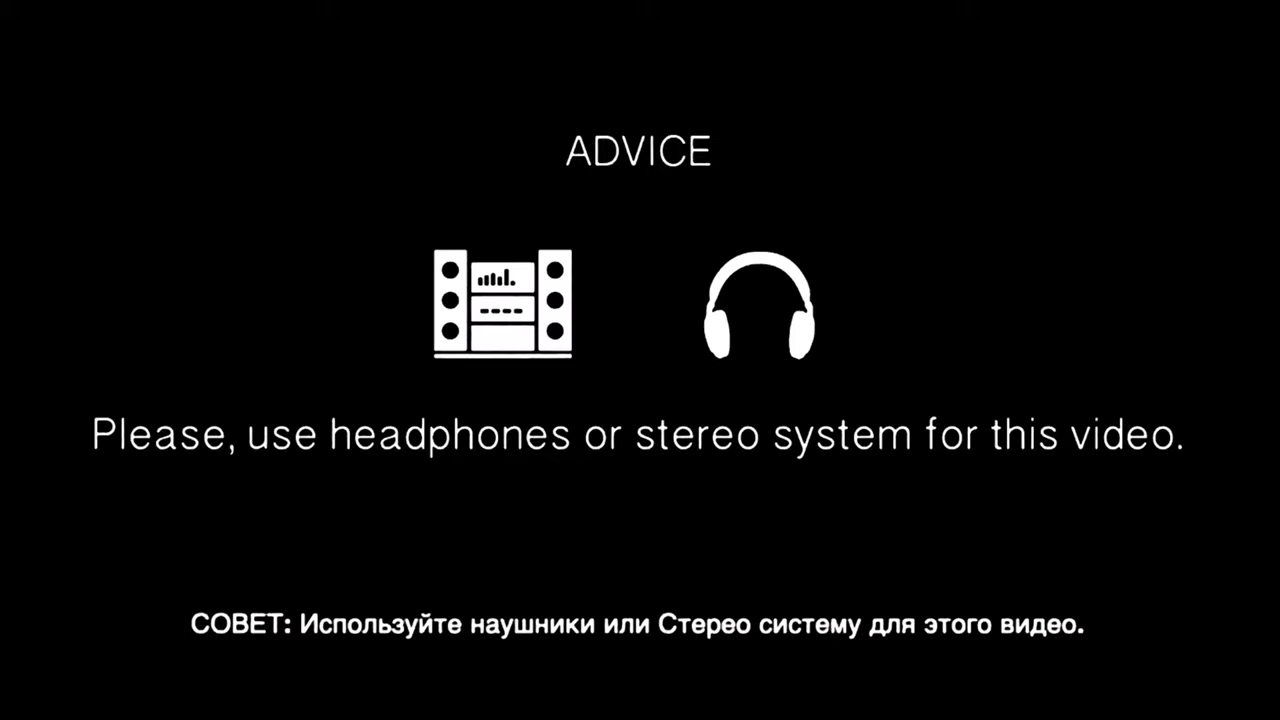 ADVICE
Please, use headphones or stereo system for this video.
СОВЕТ: Используйте наушники или Стерео систему для этого видео.